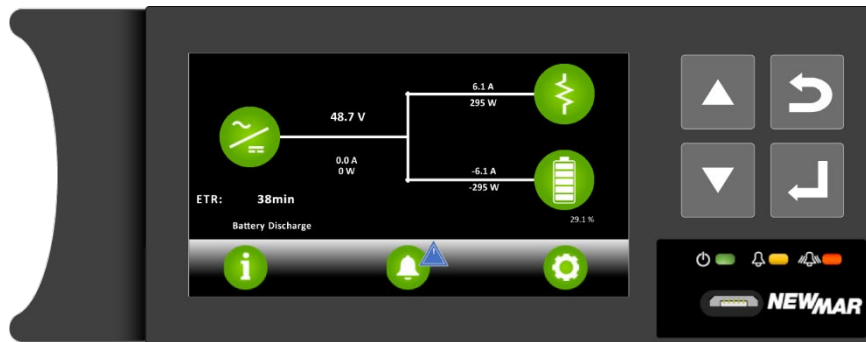 6.1 A
295 W
48.7 V
0.0 A
0 W
-6.1 A
-295 W
ETR: 38min
29.1 %
Battery Discharge
i
NEWMAR